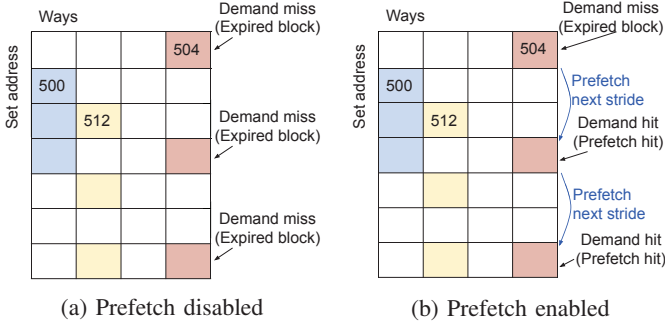 Ways
Demand miss
(Expired block)
Set address
504
500
512
Demand miss
(Expired block)
Demand miss
(Expired block)
(a) Prefetch disabled
Ways
Demand miss
(Expired block)
Set address
504
500
512
Prefetch
next stride
Demand hit
(Prefetch hit)
Prefetch
next stride
Demand hit
(Prefetch hit)
(b) Prefetch enabled